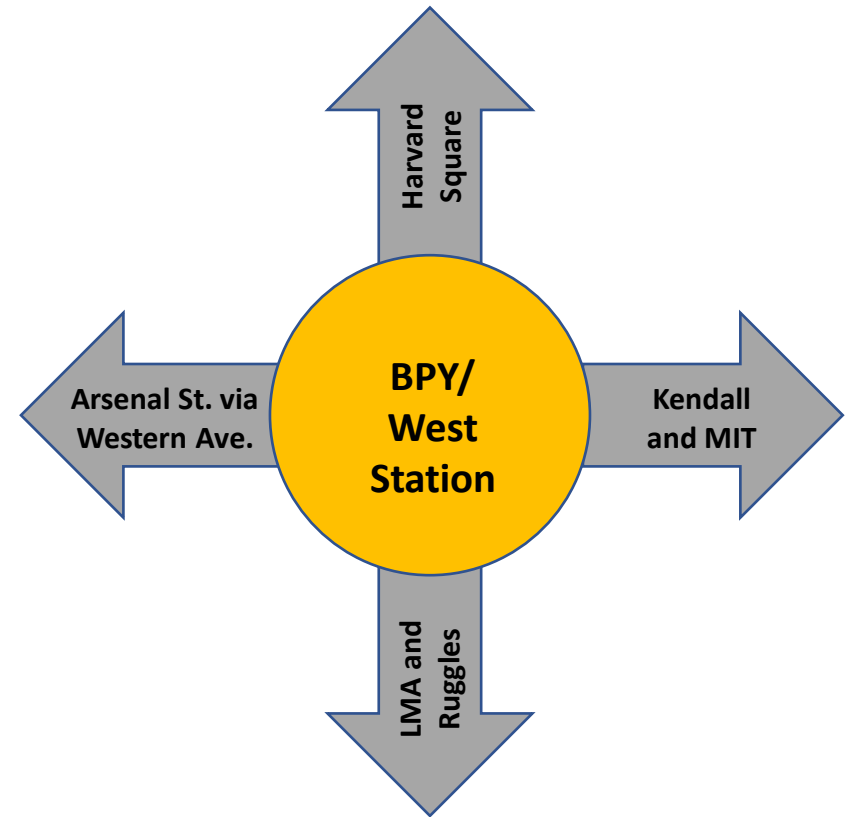 Harvard
Square
Arsenal St. via
Western Ave.
BPY/
West
Station
Kendall
and MIT
LMA and
Ruggles